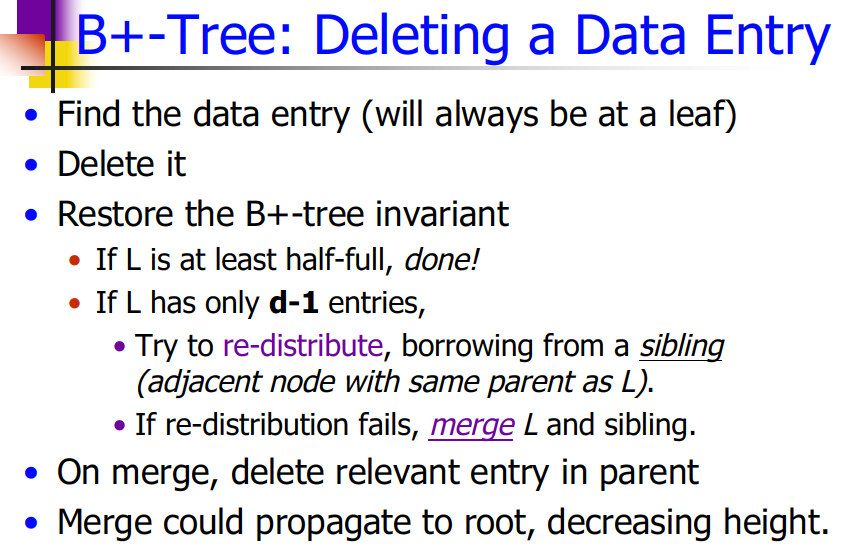 B+-Tree: Deleting a Data Entry
• Find the data entry (will always be at a leaf)
• Delete it
• Restore the B+-tree invariant
• If L is at least half-full, done!
• If L has only d-1 entries,
• Try to re-distribute, borrowing from a sibling
(adjacent node with same parent as L).
• If re-distribution fails, merge L and sibling.
• On merge, delete relevant entry in parent
• Merge could propagate to root, decreasing height.